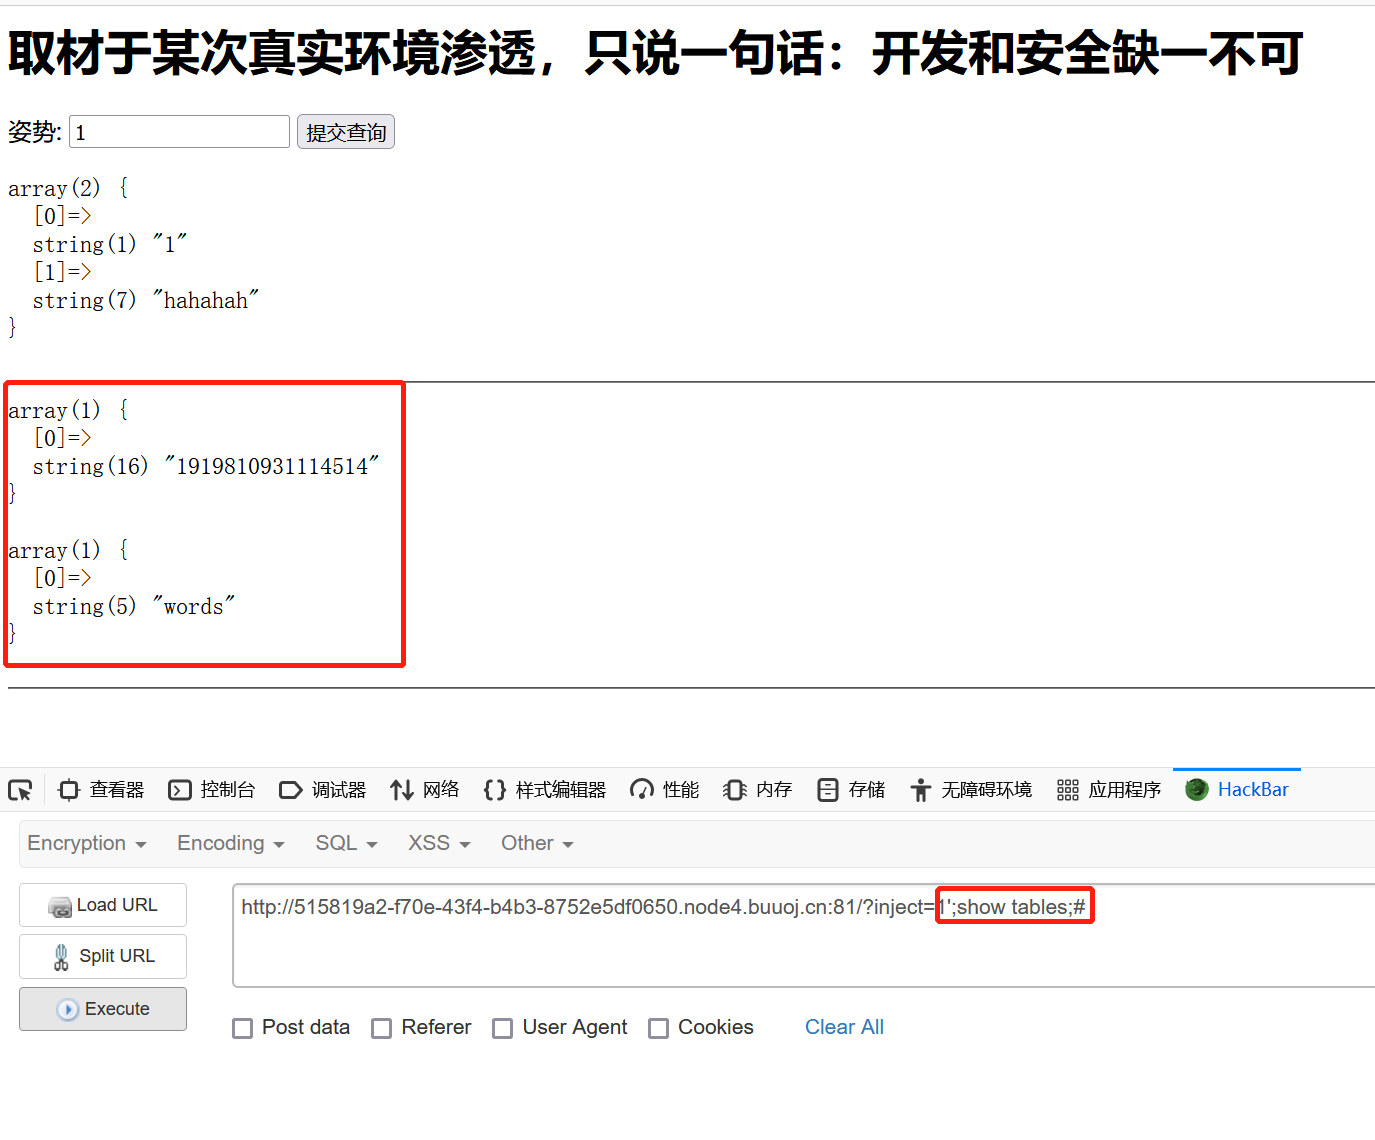 取材于某次真实环境渗透，只说一句话：开发和安全缺一不可
姿势: 1 提交查询
array(2) {
  [0]=>
  string(1) "1"
  [1]=>
  string(7) "hahahah"
}
array(1) {
  [0]=>
  string(16) "1919810931114514"
}
array(1) {
  [0]=>
  string(5) "words"
}
查看器 控制台 调试器 网络 样式编辑器 性能 内存 存储 无障碍环境 应用程序 HackBar
Encryption Encoding SQL XSS Other
Load URL
http://515819a2-f70e-43f4-b4b3-8752e5df0650.node4.buuoj.cn:81/?inject=1';show tables;#
Split URL
Execute
Post data Referer User Agent Cookies Clear All